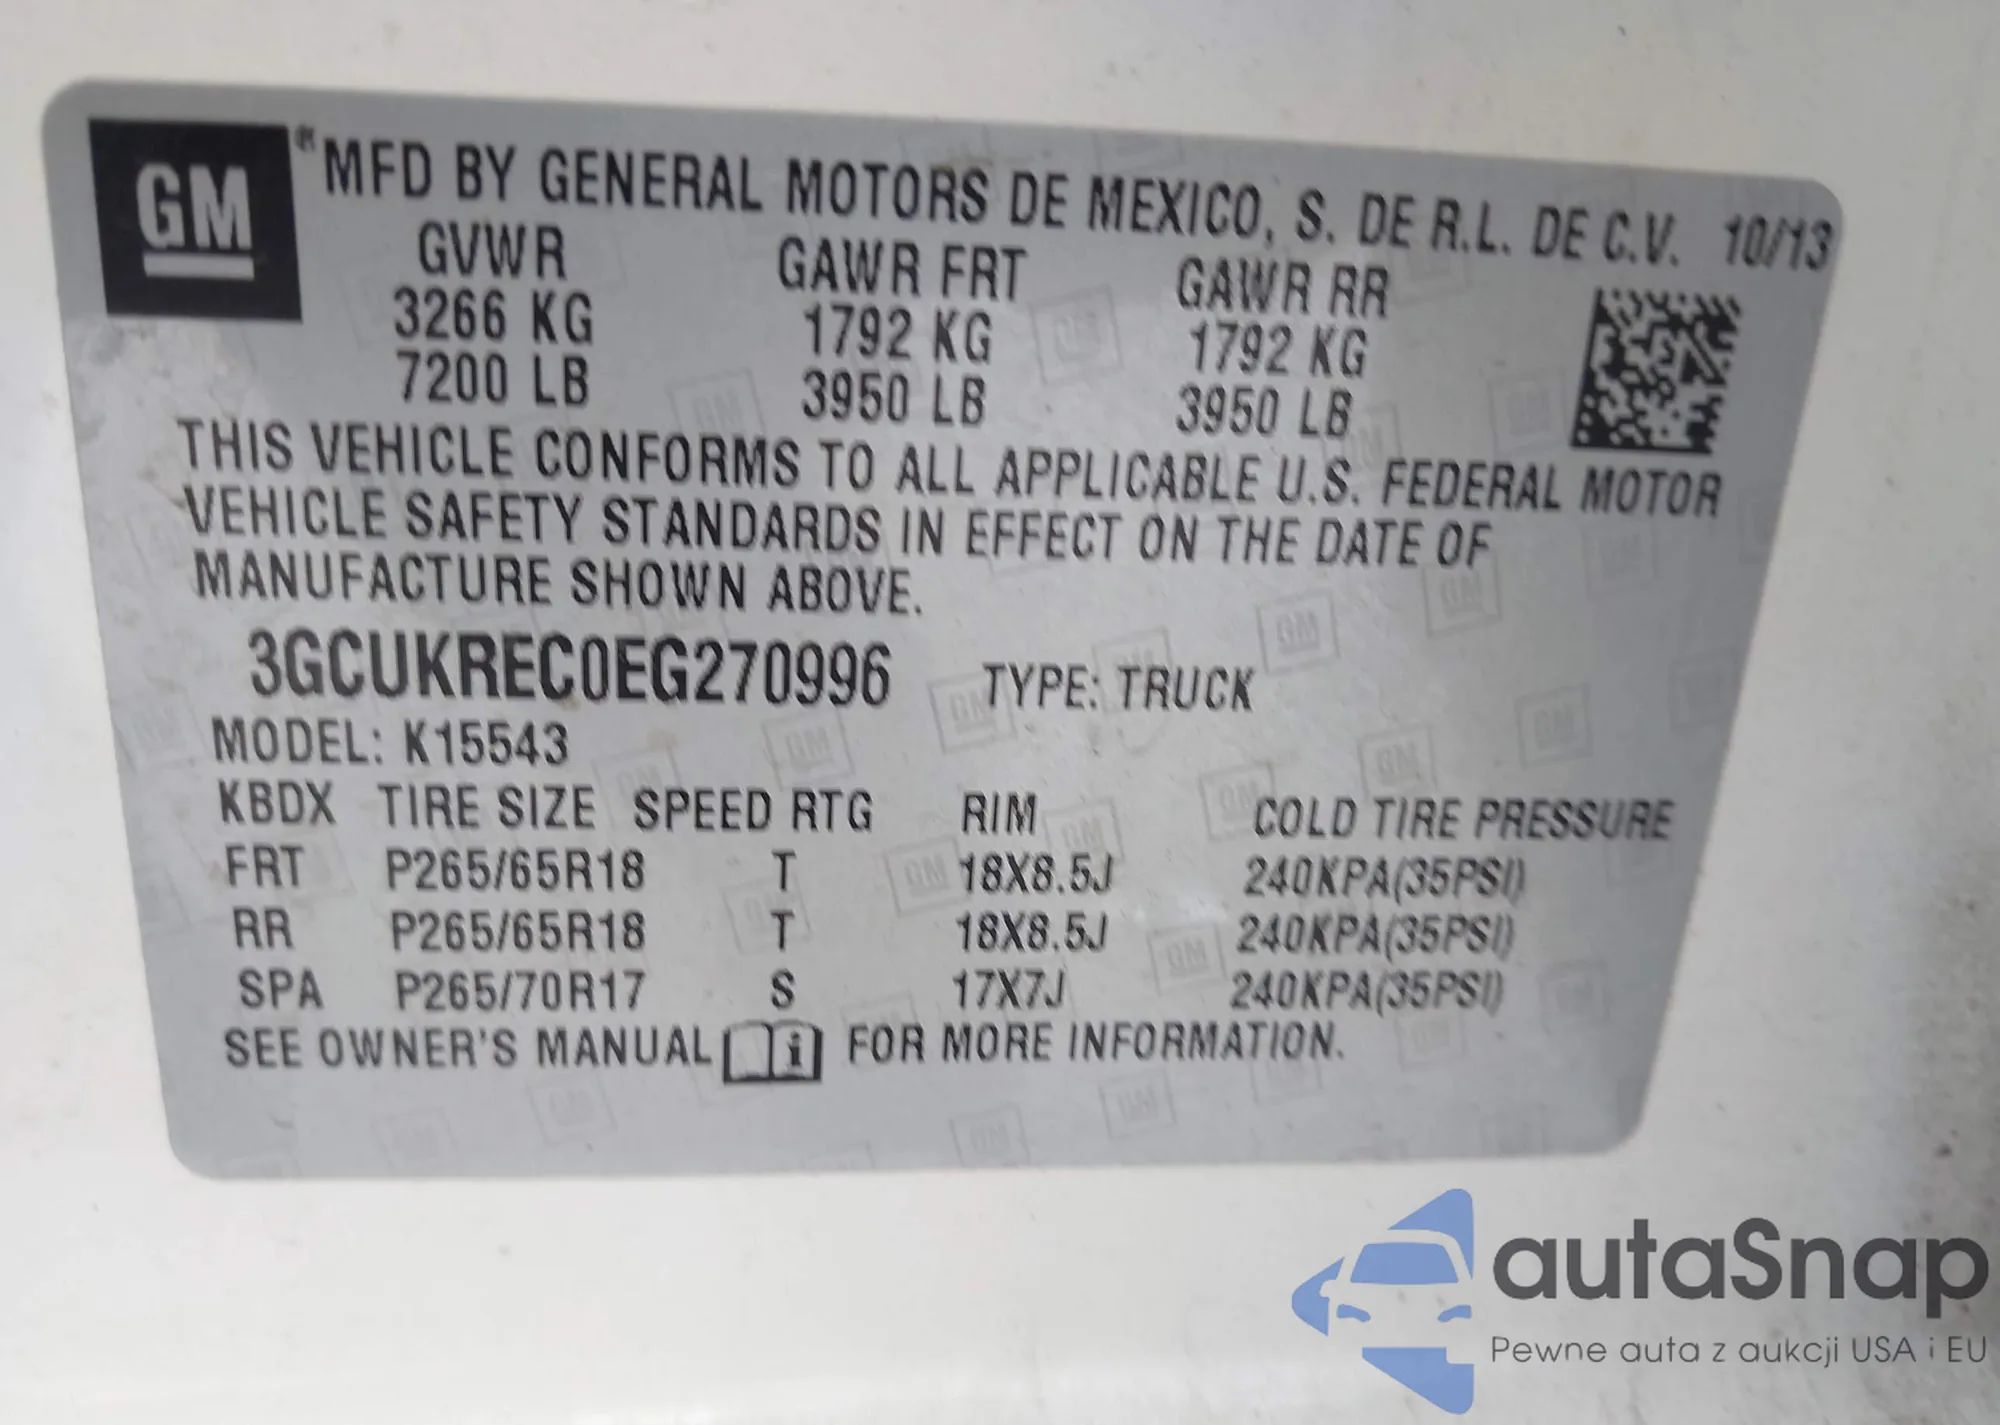 GM ® MFD BY GENERAL MOTORS DE MEXICO, S. DE R.L. DE C.V. 10/13
GVWR GAWR FRT GAWR RR
3266 KG 1792 KG 1792 KG
7200 LB 3950 LB 3950 LB
THIS VEHICLE CONFORMS TO ALL APPLICABLE U.S. FEDERAL MOTOR
VEHICLE SAFETY STANDARDS IN EFFECT ON THE DATE OF
MANUFACTURE SHOWN ABOVE.
3GCUKREC0EG270996 TYPE: TRUCK
MODEL: K15543
KBDX TIRE SIZE SPEED RTG RIM COLD TIRE PRESSURE
FRT P265/65R18 T 18X8.5J 240KPA(35PSI)
RR P265/65R18 T 18X8.5J 240KPA(35PSI)
SPA P265/70R17 S 17X7J 240KPA(35PSI)
SEE OWNER'S MANUAL i FOR MORE INFORMATION.
autaSnap
Pewne auta z aukcji USA i EU